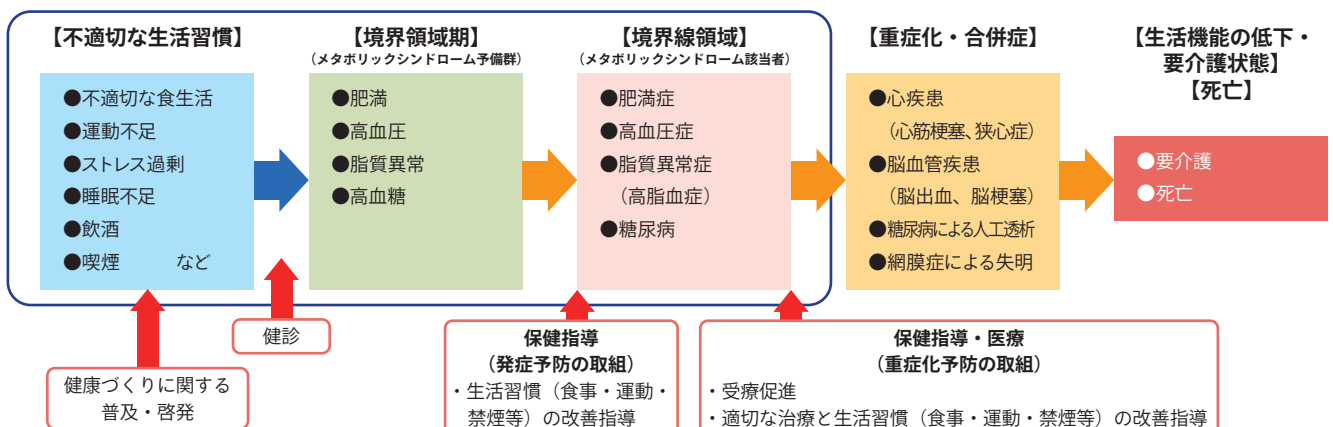 【不適切な生活習慣】
●不適切な食生活
●運動不足
●ストレス過剰
●睡眠不足
●飲酒
●喫煙　　など
【境界領域期】
(メタボリックシンドローム予備群)
●肥満
●高血圧
●脂質異常
●高血糖
【境界線領域】
(メタボリックシンドローム該当者)
●肥満症
●高血圧症
●脂質異常症
（高脂血症）
●糖尿病
【重症化・合併症】
●心疾患
（心筋梗塞、狭心症）
●脳血管疾患
（脳出血、脳梗塞）
●糖尿病による人工透析
●網膜症による失明
【生活機能の低下・
要介護状態】
【死亡】
●要介護
●死亡
健康づくりに関する
普及・啓発
健診
保健指導
（発症予防の取組）
・生活習慣（食事・運動・
禁煙等）の改善指導
保健指導・医療
（重症化予防の取組）
・受療促進
・適切な治療と生活習慣（食事・運動・禁煙等）の改善指導